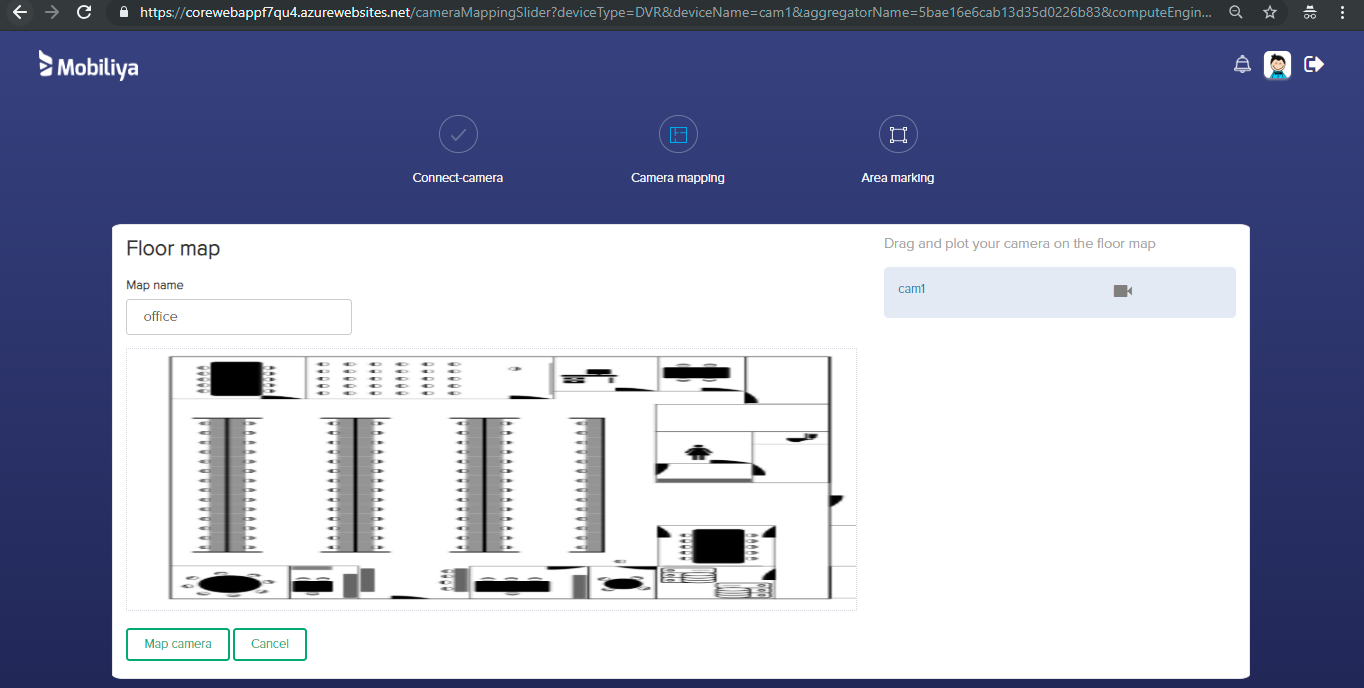 https://corewebappf7qu4.azurewebsites.net/cameraMappingSlider?deviceType=DVR&deviceName=cam1&aggregatorName=5bae16e6cab13d35d0226b83&computeEngin...
Mobiliya
Connect-camera
Camera mapping
Area marking
Floor map
Drag and plot your camera on the floor map
Map name
cam1
office
Map camera
Cancel